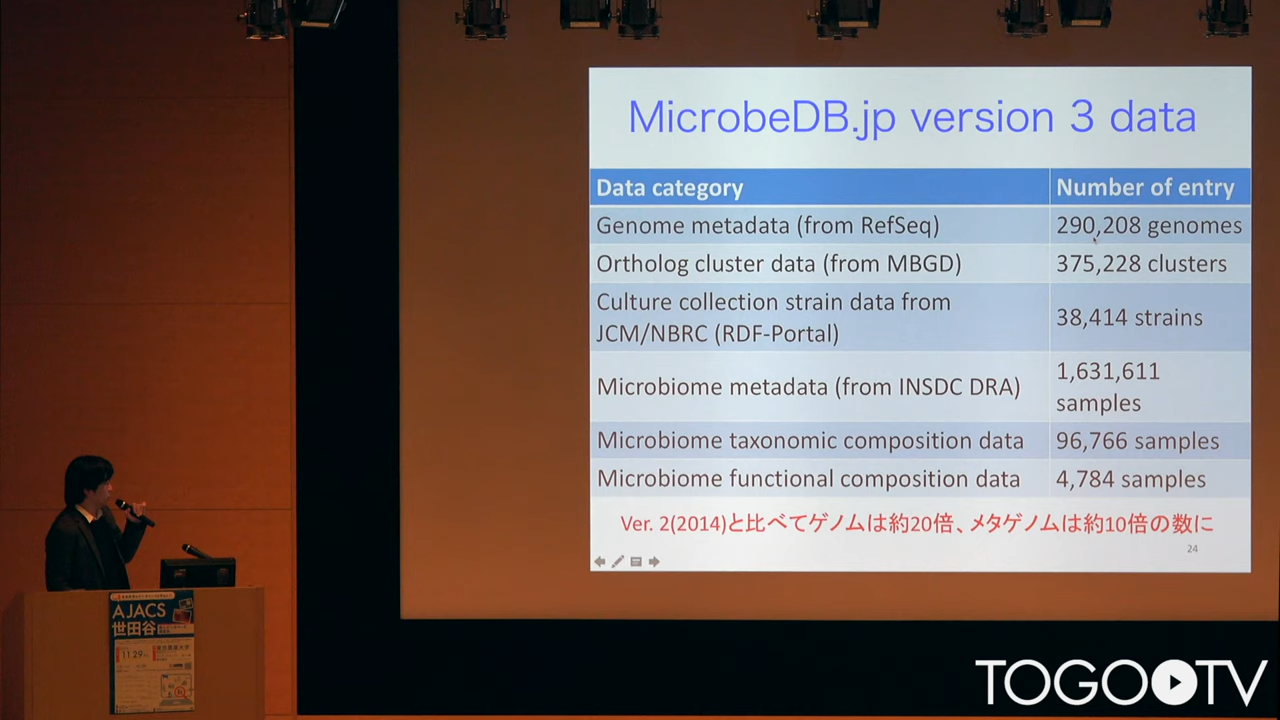 MicrobeDB.jp version 3 data
Data category Number of entry
Genome metadata (from RefSeq) 290,208 genomes
Ortholog cluster data (from MBGD) 375,228 clusters
Culture collection strain data from
JCM/NBRC (RDF-Portal) 38,414 strains
Microbiome metadata (from INSDC DRA) 1,631,611
samples
Microbiome taxonomic composition data 96,766 samples
Microbiome functional composition data 4,784 samples
Ver. 2(2014)と比べてゲノムは約20倍、メタゲノムは約10倍の数に
24
AJACS
世田谷
11 29
TOGOTV